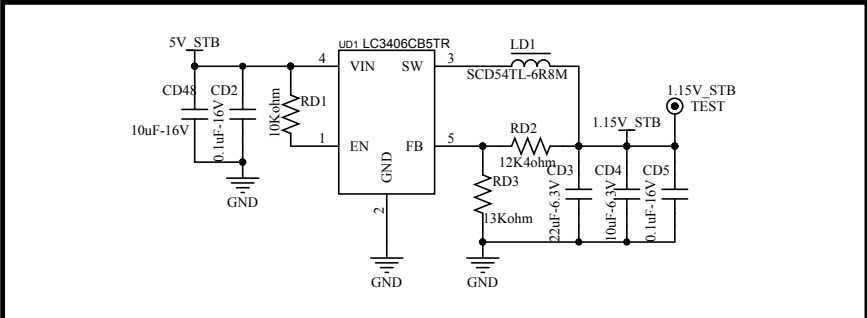 5V_STB
UD1 LC3406CB5TR
LD1
4
VIN
SW
3
SCD54TL-6R8M
CD48
CD2
RD1
10uF-16V
0.1uF-16V
10Kohm
1
EN
FB
5
GND
2
RD2
12K4ohm
RD3
13Kohm
1.15V_STB
1.15V_STB
TEST
CD3
CD4
CD5
22uF-6.3V
10uF-6.3V
0.1uF-16V
GND
GND
GND